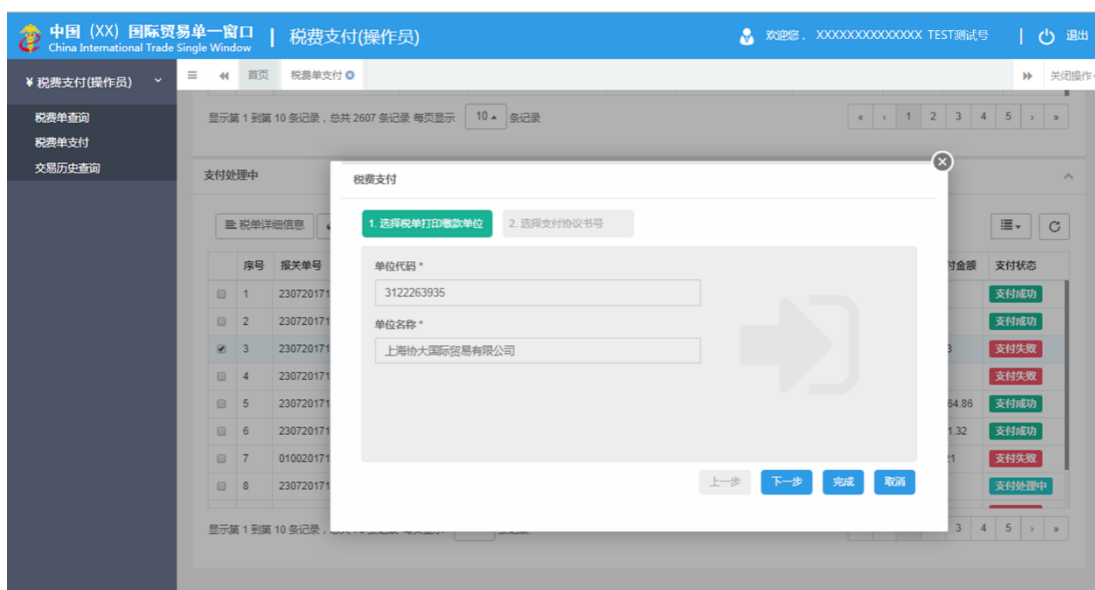 中国（XX）国际贸易单一窗口 | 税费支付(操作员)
China International Trade Single Window
欢迎您， XXXXXXXXXXXXXX TEST测试号 | 退出
¥税费支付(操作员)
税费单查询
税费单支付
交易历史查询
首页 税费单支付
关闭操作
显示第 1 到第 10 条记录，总共 2607 条记录 每页显示 10 条记录
« ‹ 1 2 3 4 5 › »
支付处理中
税单详细信息
序号 报关单号 付金额 支付状态
1 230720171 支付成功
2 230720171 支付成功
3 230720171 3 支付失败
4 230720171 支付失败
5 230720171 64.86 支付成功
6 230720171 1.32 支付成功
7 010020171 支付失败
8 230720171 支付处理中
显示第 1 到第 10 条记录，
3 4 5 › »
税费支付
1. 选择税单打印缴款单位 2. 选择支付协议书号
单位代码 *
3122263935
单位名称 *
上海协大国际贸易有限公司
上一步 下一步 完成 取消